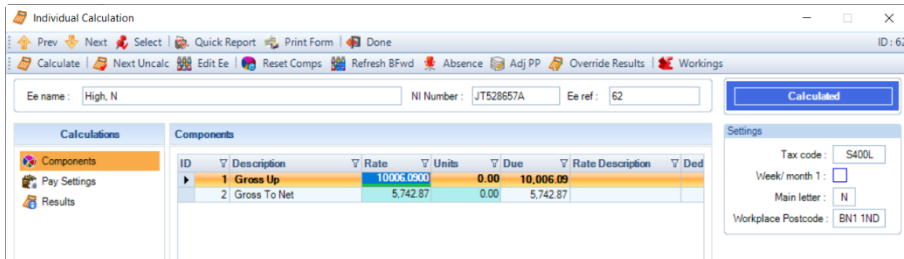 Individual Calculation
Prev Next Select Quick Report Print Form Done ID : 62
Calculate Next Uncalc Edit Ee Reset Comps Refresh BFwd Absence Adj PP Override Results Workings
Ee name : High, N NI Number : JT528657A Ee ref : 62 Calculated
Calculations Components Settings
Components ID Description Rate Units Due Rate Description Ded Tax code : S400L
1 Gross Up 10006.0900 0.00 10,006.09 Week/ month 1 :
Pay Settings 2 Gross To Net 5,742.87 0.00 5,742.87 Main letter : N
Results Workplace Postcode : BN1 1ND